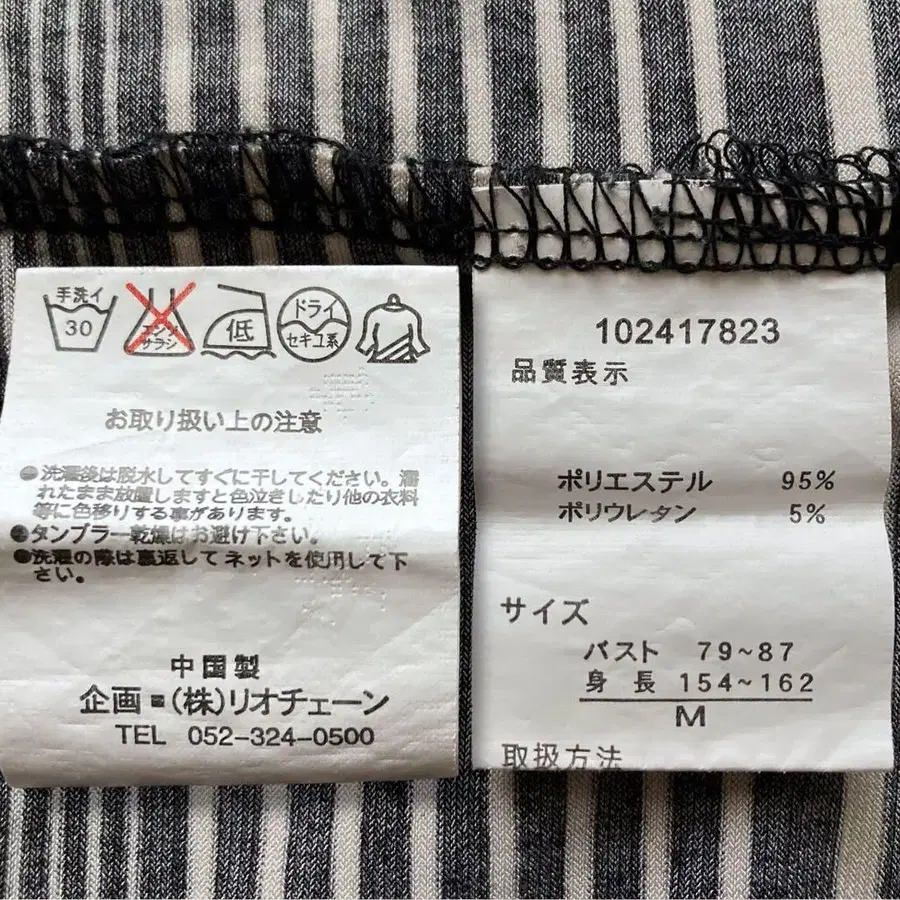 手洗イ
30
エンソ
サラシ
低
ドライ
セキユ系
お取り扱い上の注意
●洗濯後は脱水してすぐに干してください。濡
れたまま放置しますと色泣きしたり他の衣料
等に色移りする事があります。
●タンブラー乾燥はお避け下さい。
●洗濯の際は裏返してネットを使用して下
さい。
中国製
企画■(株)リオチェーン
TEL 052-324-0500
102417823
品質表示
ポリエステル 95%
ポリウレタン 5%
サイズ
バスト 79~87
身長 154~162
M
取扱方法